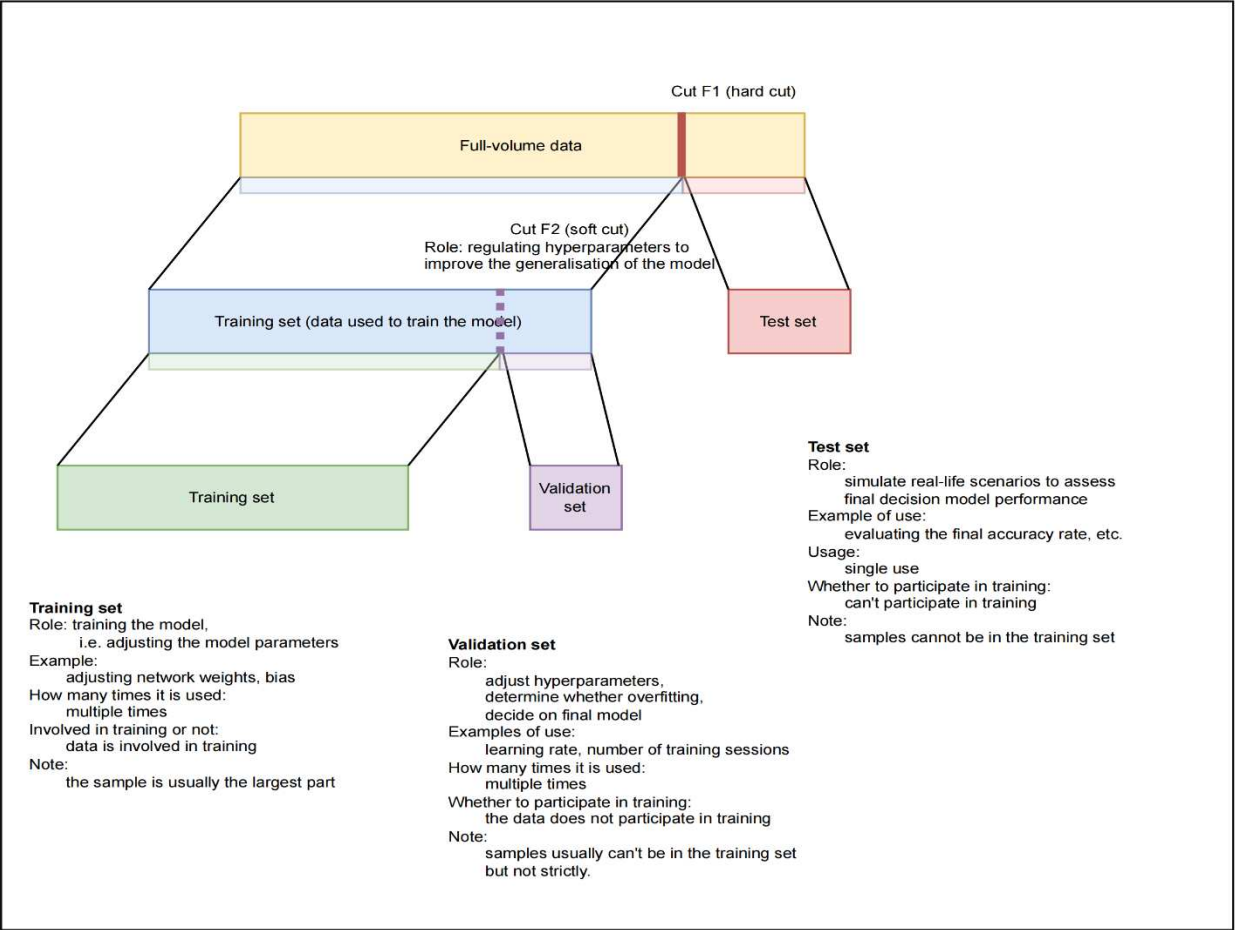 Cut F1 (hard cut)
Full-volume data
Cut F2 (soft cut)
Role: regulating hyperparameters to
improve the generalisation of the model
Training set (data used to train the model)
Test set
Training set
Validation
set
Test set
Role:
simulate real-life scenarios to assess
final decision model performance
Example of use:
evaluating the final accuracy rate, etc.
Usage:
single use
Whether to participate in training:
can't participate in training
Note:
samples cannot be in the training set
Training set
Role: training the model,
i.e. adjusting the model parameters
Example:
adjusting network weights, bias
How many times it is used:
multiple times
Involved in training or not:
data is involved in training
Note:
the sample is usually the largest part
Validation set
Role:
adjust hyperparameters,
determine whether overfitting,
decide on final model
Examples of use:
learning rate, number of training sessions
How many times it is used:
multiple times
Whether to participate in training:
the data does not participate in training
Note:
samples usually can't be in the training set
but not strictly.